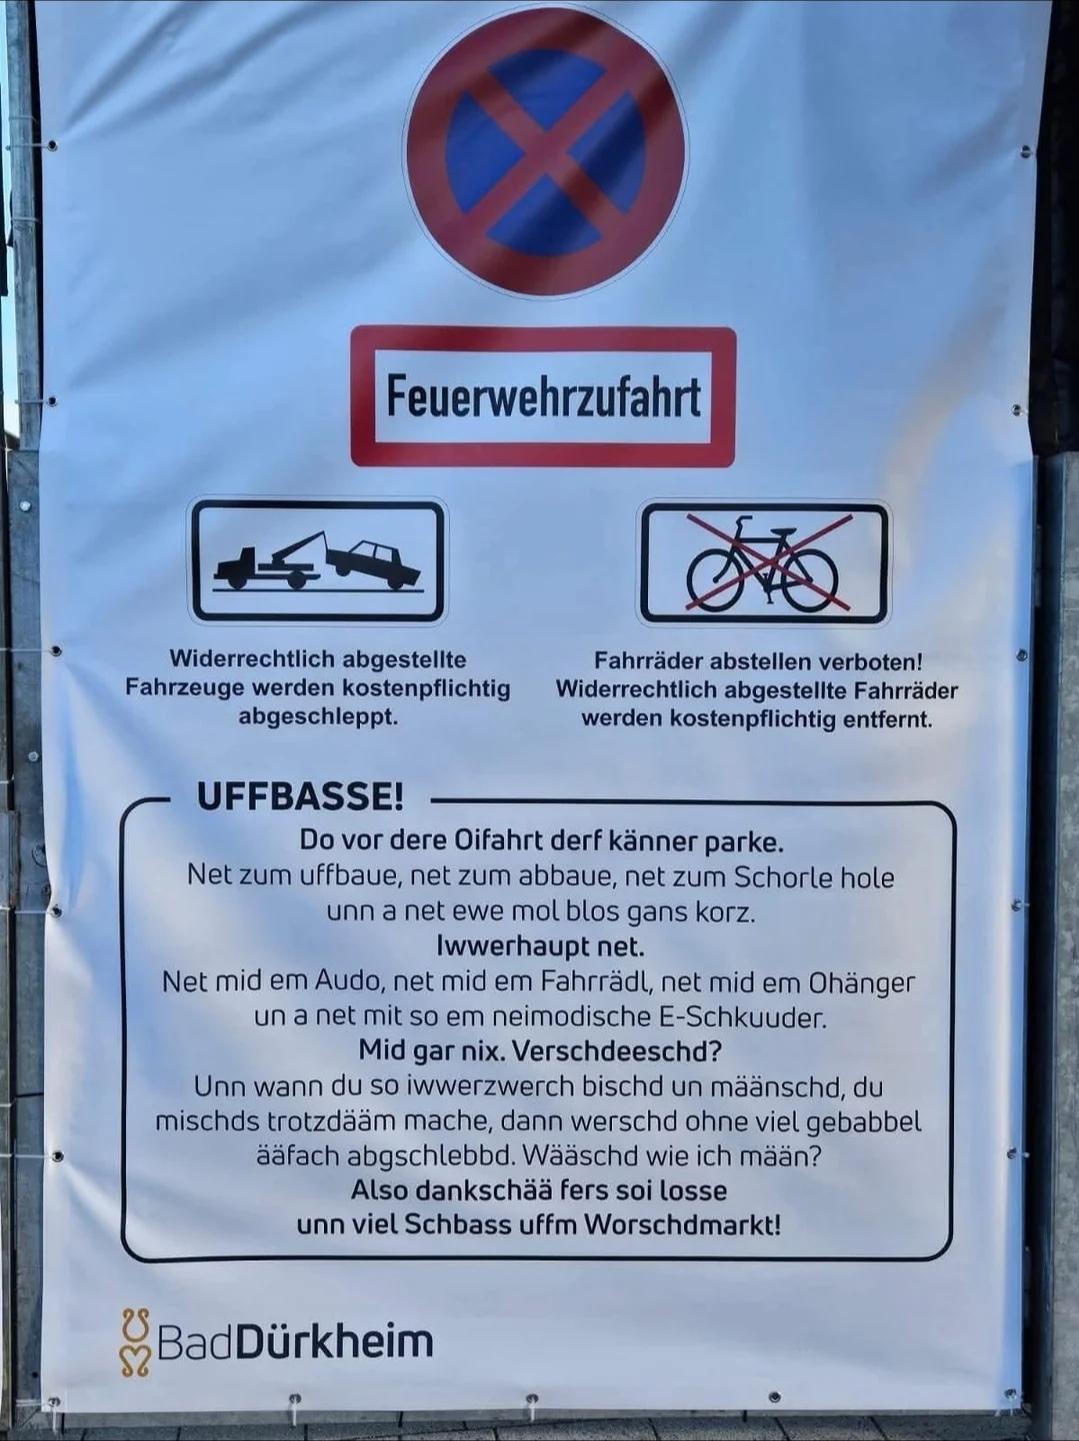 Feuerwehrzufahrt
Widerrechtlich abgestellte
Fahrzeuge werden kostenpflichtig
abgeschleppt.
Fahrräder abstellen verboten!
Widerrechtlich abgestellte Fahrräder
werden kostenpflichtig entfernt.
UFFBASSE!
Do vor dere Oifahrt derf känner parke.
Net zum uffbaue, net zum abbaue, net zum Schorle hole
unn a net ewe mol blos gans korz.
Iwwerhaupt net.
Net mid em Audo, net mid em Fahrrädl, net mid em Ohänger
un a net mit so em neimodische E-Schkuuder.
Mid gar nix. Verschdeeschd?
Unn wann du so iwwerzwerch bischd un määnschd, du
mischds trotzdääm mache, dann werschd ohne viel gebabbel
ääfach abgschlebbd. Wääschd wie ich mään?
Also dankschää fers soi losse
unn viel Schbass uffm Worschdmarkt!
BadDürkheim